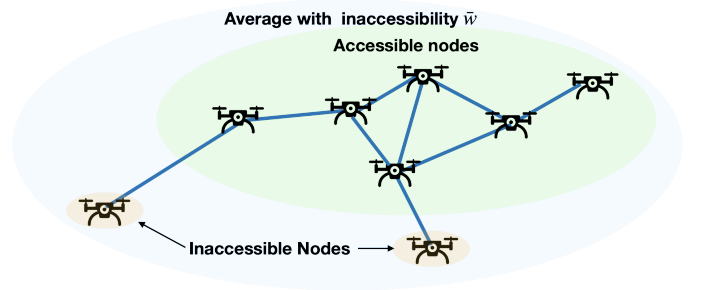 Average with inaccessibility w̄
Accessible nodes
Inaccessible Nodes